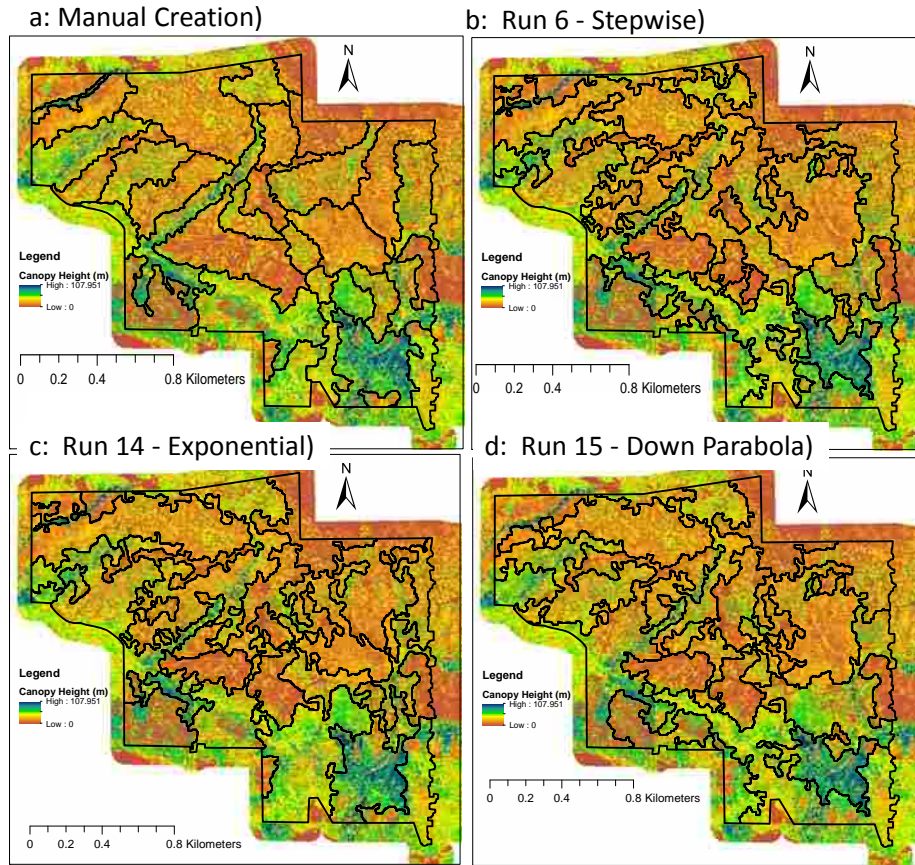 a: Manual Creation)
N
Legend
Canopy Height (m)
High : 107.951
Low : 0
0 0.2 0.4 0.8 Kilometers
b: Run 6 - Stepwise)
N
Legend
Canopy Height (m)
High : 107.951
Low : 0
0 0.2 0.4 0.8 Kilometers
c: Run 14 - Exponential)
N
Legend
Canopy Height (m)
High : 107.951
Low : 0
0 0.2 0.4 0.8 Kilometers
d: Run 15 - Down Parabola)
N
Legend
Canopy Height (m)
High : 107.951
Low : 0
0 0.2 0.4 0.8 Kilometers